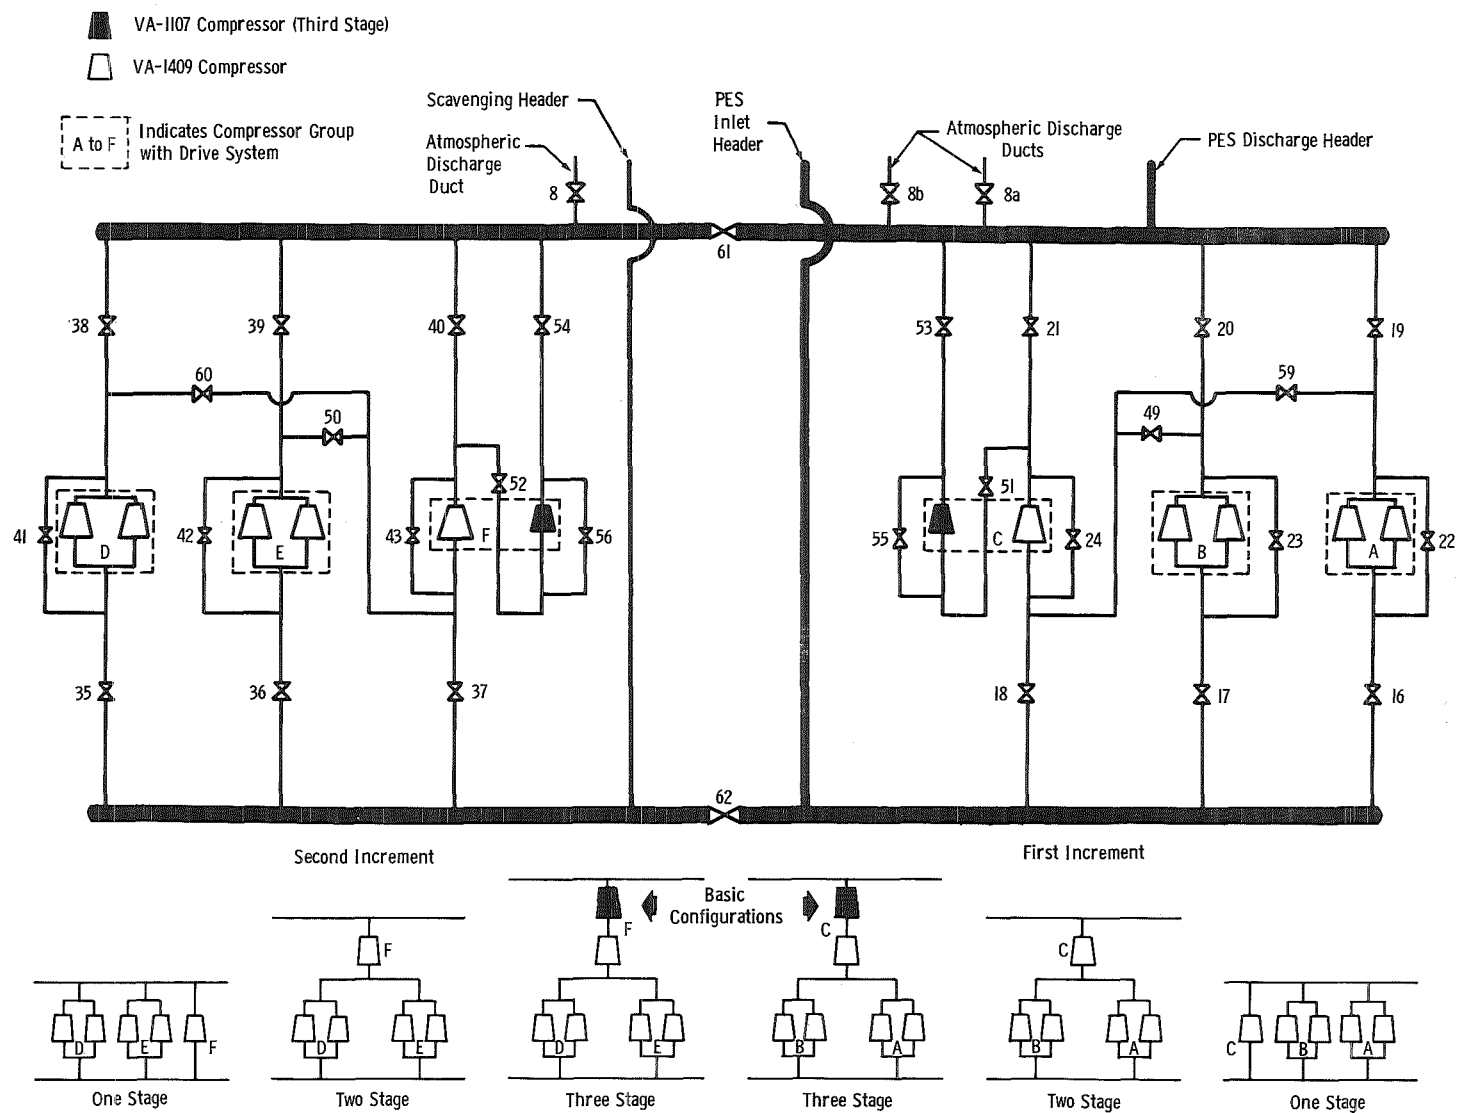 VA-1107 Compressor (Third Stage)
VA-1409 Compressor
A to F
Indicates Compressor Group
with Drive System
Scavenging Header
Atmospheric
Discharge
Duct
PES
Inlet
Header
Atmospheric Discharge
Ducts
PES Discharge Header
8
8b
8a
61
38
39
40
54
53
21
20
19
60
59
50
49
52
51
41
D
42
E
43
F
56
55
C
24
B
23
A
22
35
36
37
18
17
16
62
Second Increment
First Increment
Basic
Configurations
F
C
F
C
D
E
F
D
E
D
E
B
A
B
A
C
B
A
One Stage
Two Stage
Three Stage
Three Stage
Two Stage
One Stage